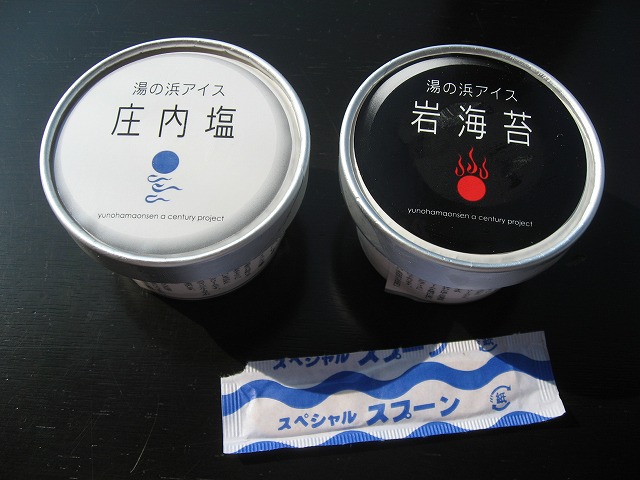 湯の浜アイス
庄内塩
yunohamaonsen a century project
湯の浜アイス
岩海苔
yunohamaonsen a century project
スペシャル スプーン
スペシャル スプーン
紙